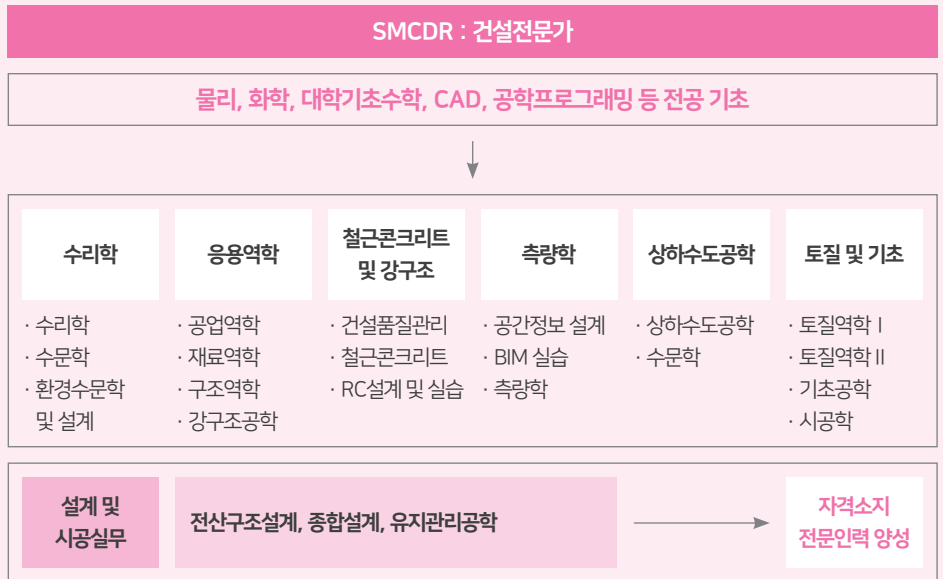 SMCDR : 건설전문가
물리, 화학, 대학기초수학, CAD, 공학프로그래밍 등 전공 기초
수리학
· 수리학
· 수문학
· 환경수문학
및 설계
응용역학
· 공업역학
· 재료역학
· 구조역학
· 강구조공학
철근콘크리트
및 강구조
· 건설품질관리
· 철근콘크리트
· RC설계 및 실습
측량학
· 공간정보 설계
· BIM 실습
· 측량학
상하수도공학
· 상하수도공학
· 수문학
토질 및 기초
· 토질역학 I
· 토질역학 II
· 기초공학
· 시공학
설계 및
시공실무
전산구조설계, 종합설계, 유지관리공학
자격소지
전문인력 양성